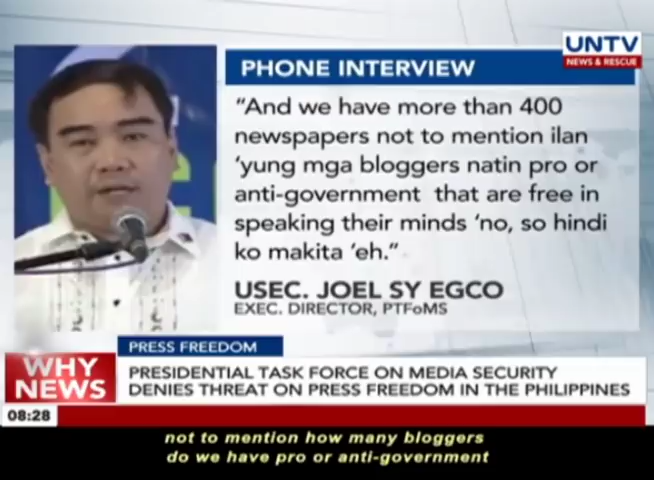 UNTV
NEWS & RESCUE
PHONE INTERVIEW
“And we have more than 400
newspapers not to mention ilan
‘yung mga bloggers natin pro or
anti-government that are free in
speaking their minds ‘no, so hindi
ko makita ‘eh.”
USEC. JOEL SY EGCO
EXEC. DIRECTOR, PTFoMS
PRESS FREEDOM
WHY
NEWS
PRESIDENTIAL TASK FORCE ON MEDIA SECURITY
DENIES THREAT ON PRESS FREEDOM IN THE PHILIPPINES
08:28
not to mention how many bloggers
do we have pro or anti-government